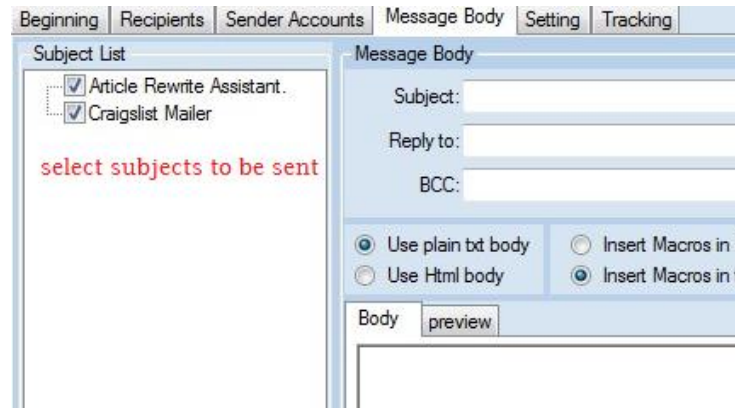 Beginning Recipients Sender Accounts Message Body Setting Tracking
Subject List
Article Rewrite Assistant.
Craigslist Mailer
select subjects to be sent
Message Body
Subject:
Reply to:
BCC:
Use plain txt body
Insert Macros in
Use Html body
Insert Macros in
Body preview